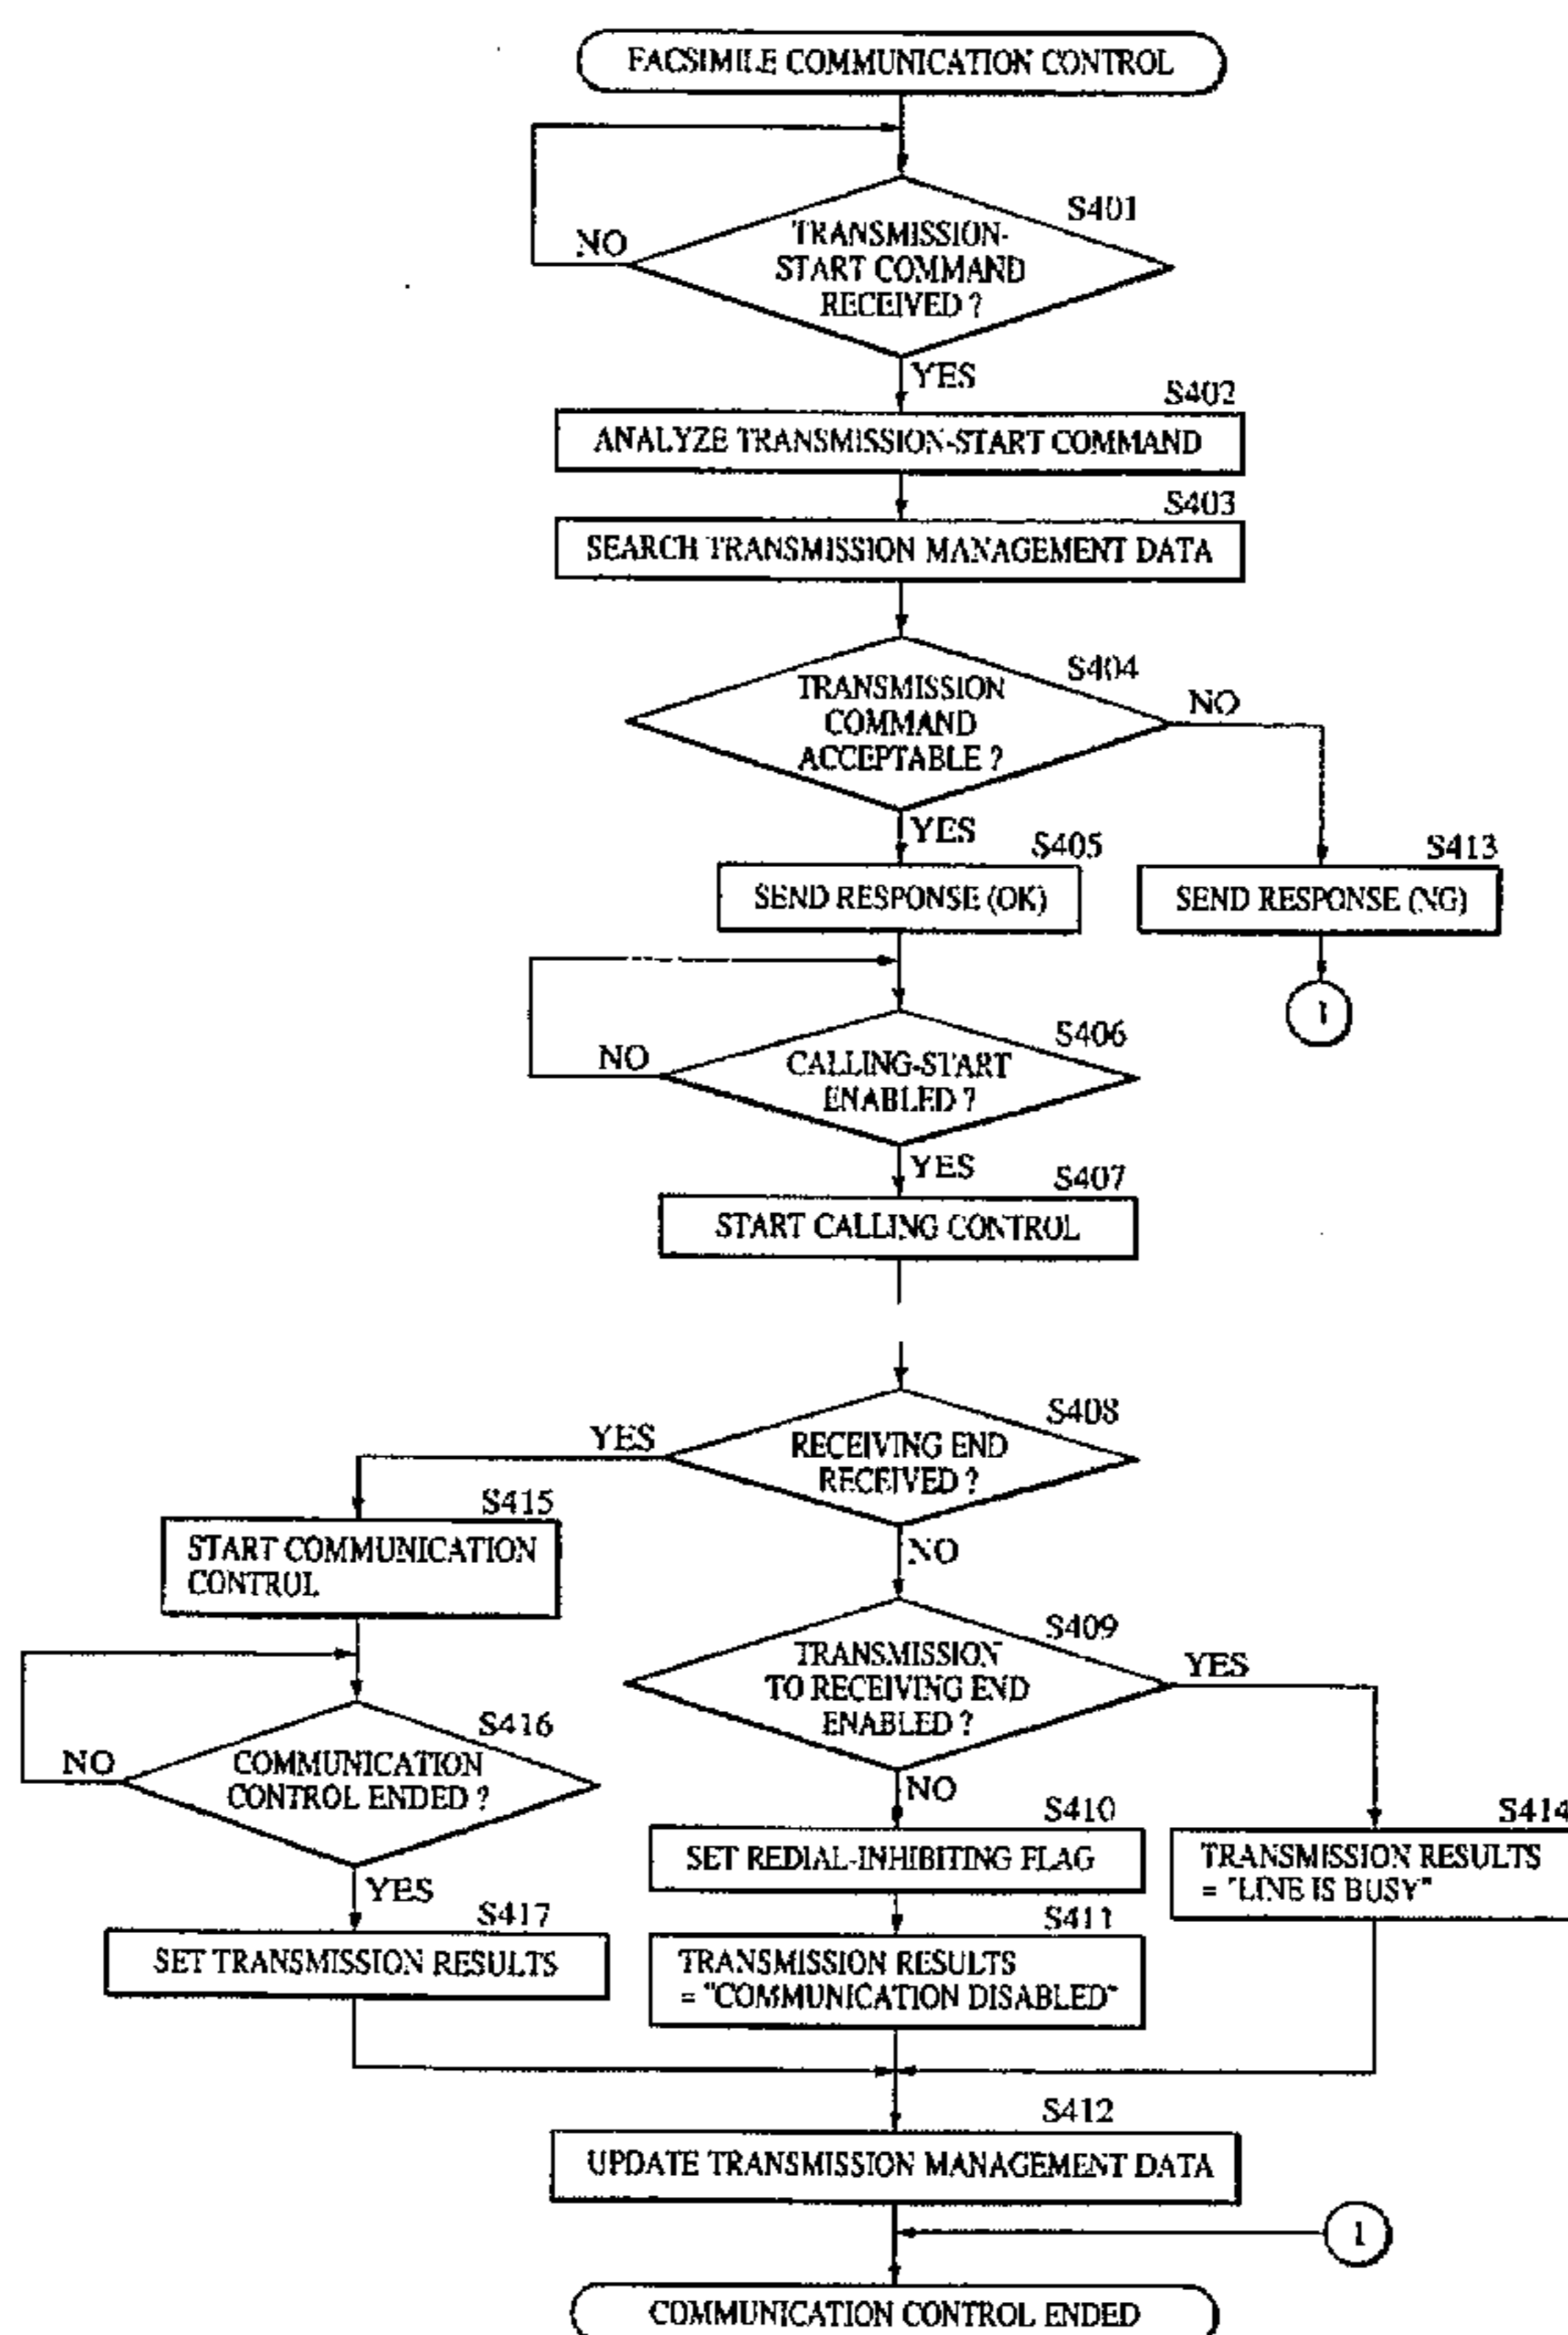 FACSIMILE COMMUNICATION CONTROL
S401
TRANSMISSION-
START COMMAND
RECEIVED ?
NO
YES
S402
ANALYZE TRANSMISSION-START COMMAND
S403
SEARCH TRANSMISSION MANAGEMENT DATA
S404
TRANSMISSION
COMMAND
ACCEPTABLE ?
NO
YES
S405
SEND RESPONSE (OK)
S413
SEND RESPONSE (NG)
1
S406
CALLING-START
ENABLED ?
NO
YES
S407
START CALLING CONTROL
S408
RECEIVING END
RECEIVED ?
YES
NO
S415
START COMMUNICATION
CONTROL
S409
TRANSMISSION
TO RECEIVING END
ENABLED ?
YES
NO
S416
COMMUNICATION
CONTROL ENDED ?
NO
YES
S410
SET REDIAL-INHIBITING FLAG
S414
TRANSMISSION RESULTS
= "LINE IS BUSY"
S417
SET TRANSMISSION RESULTS
S411
TRANSMISSION RESULTS
= "COMMUNICATION DISABLED"
S412
UPDATE TRANSMISSION MANAGEMENT DATA
1
COMMUNICATION CONTROL ENDED